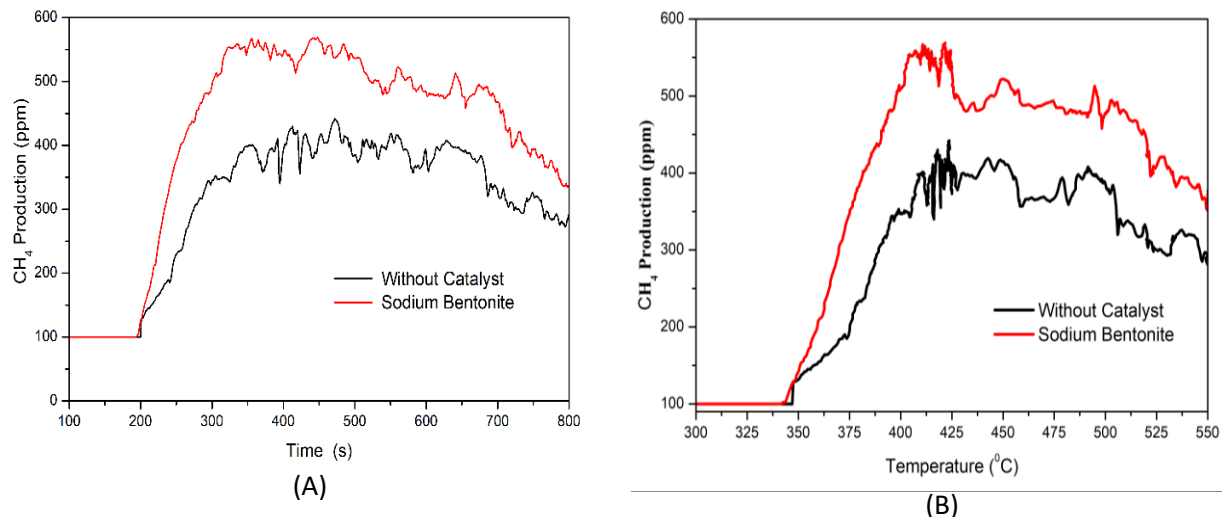 600
500
400
300
200
100
0
CH4 Production (ppm)
Without Catalyst
Sodium Bentonite
100 200 300 400 500 600 700 800
Time (s)
(A)
600
500
400
300
200
100
CH4 Production (ppm)
Without Catalyst
Sodium Bentonite
300 325 350 375 400 425 450 475 500 525 550
Temperature (⁰C)
(B)